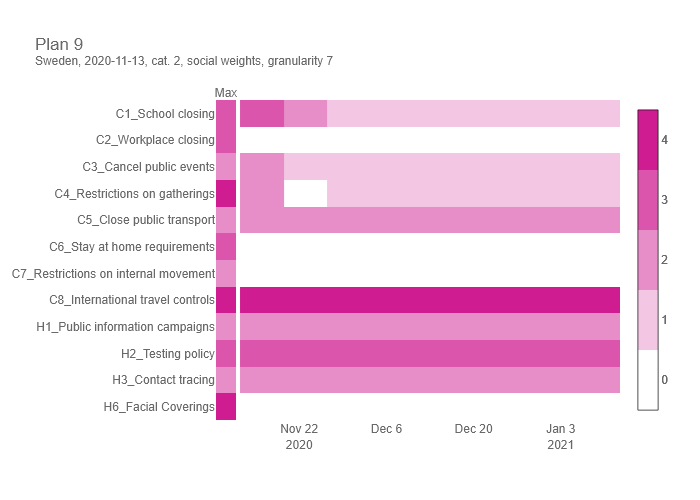 Plan 9
Sweden, 2020-11-13, cat. 2, social weights, granularity 7
Max
C1_School closing
C2_Workplace closing
C3_Cancel public events
C4_Restrictions on gatherings
C5_Close public transport
C6_Stay at home requirements
C7_Restrictions on internal movement
C8_International travel controls
H1_Public information campaigns
H2_Testing policy
H3_Contact tracing
H6_Facial Coverings
4
3
2
1
0
Nov 22 Dec 6 Dec 20 Jan 3
2020 2021